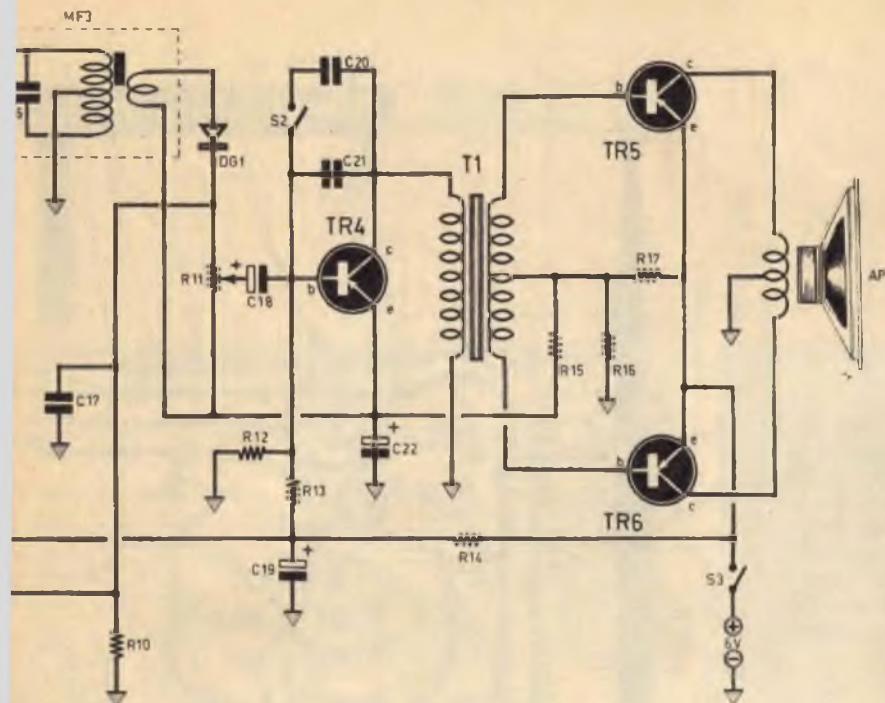 MF3
C20
c
b
S2
e
5
DG1
C21
T1
TR5
TR4
R17
c
R11
+
AP
C18
b
e
R15
R16
C17
+
e
R12
C22
b
R13
TR6
c
+
R14
C19
S3
+
6V
−
R10